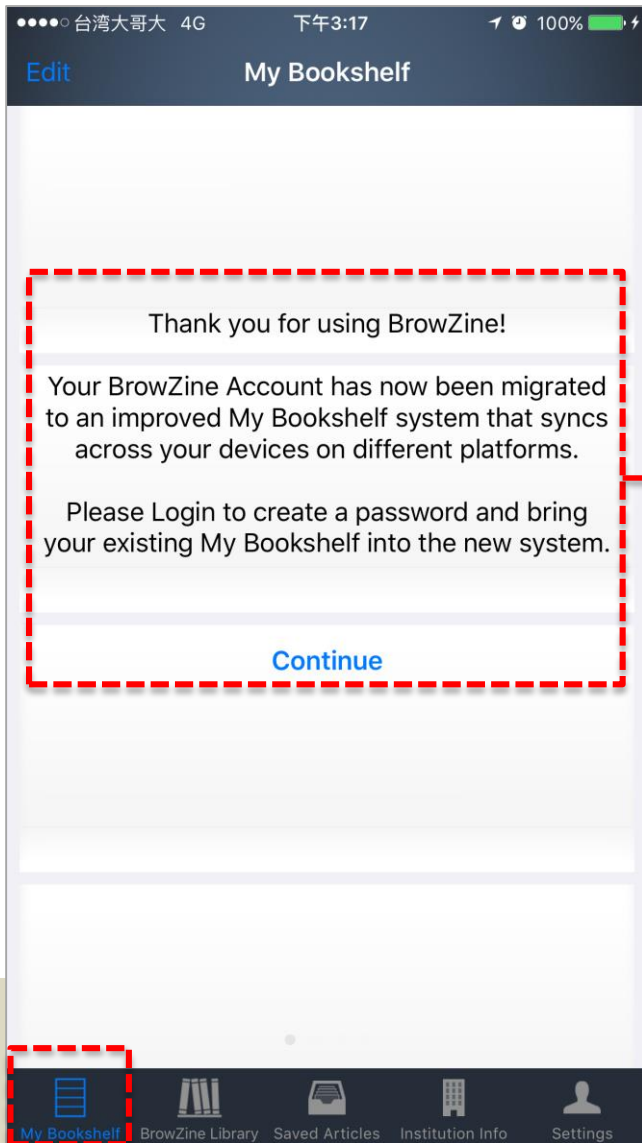 台湾大哥大 4G 下午3:17 100%
Edit My Bookshelf
Thank you for using BrowZine!
Your BrowZine Account has now been migrated
to an improved My Bookshelf system that syncs
across your devices on different platforms.
Please Login to create a password and bring
your existing My Bookshelf into the new system.
Continue
My Bookshelf BrowZine Library Saved Articles Institution Info Settings